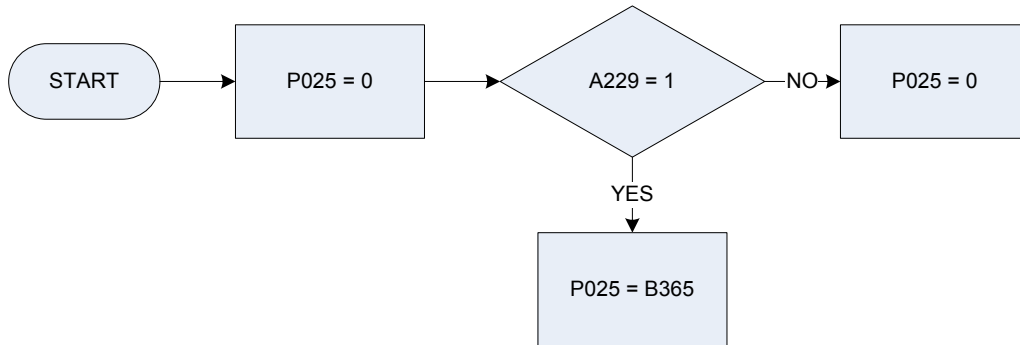 START
P025 = 0
A229 = 1
NO
P025 = 0
YES
P025 = B365